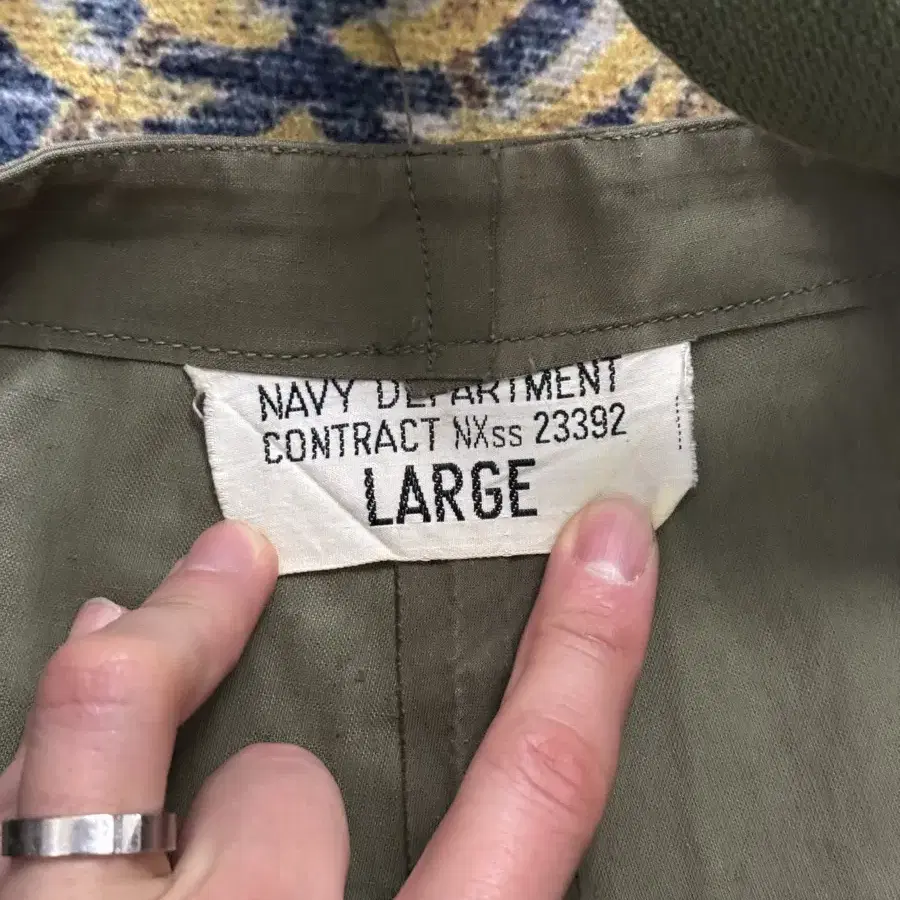 NAVY DEPARTMENT
CONTRACT NXss 23392
LARGE